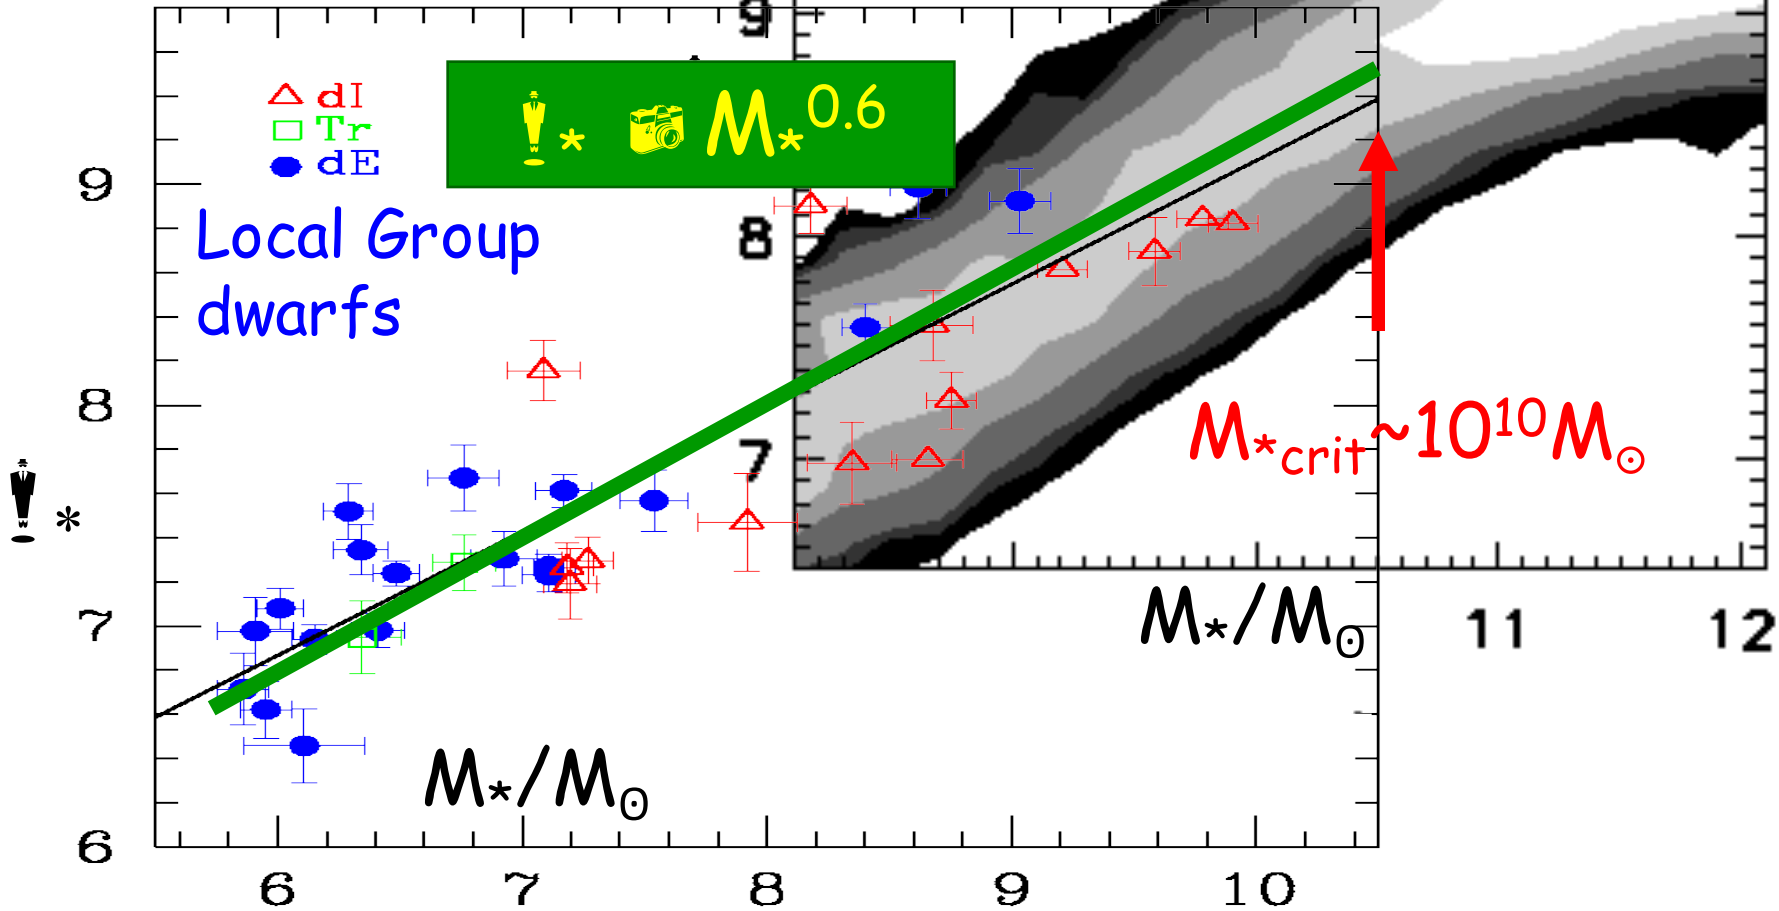 9
dI
Tr
dE
* M*0.6
9
Local Group
dwarfs
8
8
7
M*crit~10¹⁰M⊙
*
7
M*/M⊙
11
12
M*/M⊙
6
6
7
8
9
10